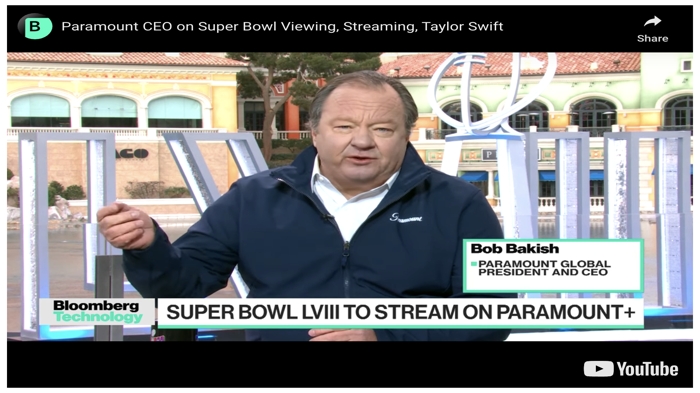 B
Paramount CEO on Super Bowl Viewing, Streaming, Taylor Swift
Share
Paramount
Bob Bakish
PARAMOUNT GLOBAL
PRESIDENT AND CEO
Bloomberg
Technology
SUPER BOWL LVIII TO STREAM ON PARAMOUNT+
YouTube